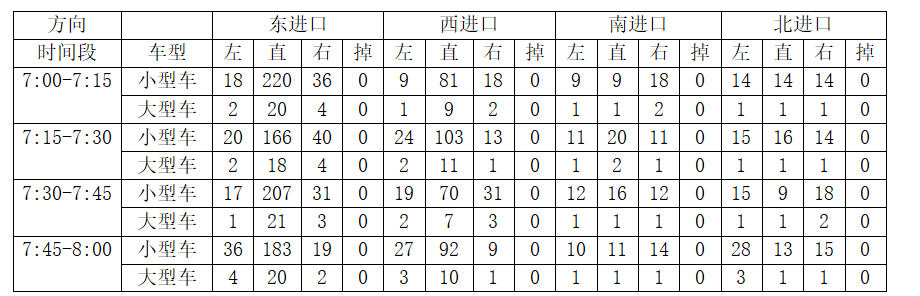 方向 东进口 西进口 南进口 北进口
时间段 车型 左 直 右 掉 左 直 右 掉 左 直 右 掉 左 直 右 掉
7:00-7:15 小型车 18 220 36 0 9 81 18 0 9 9 18 0 14 14 14 0
大型车 2 20 4 0 1 9 2 0 1 1 2 0 1 1 1 0
7:15-7:30 小型车 20 166 40 0 24 103 13 0 11 20 11 0 15 16 14 0
大型车 2 18 4 0 2 11 1 0 1 2 1 0 1 1 1 0
7:30-7:45 小型车 17 207 31 0 19 70 31 0 12 16 12 0 15 9 18 0
大型车 1 21 3 0 2 7 3 0 1 1 1 0 1 1 2 0
7:45-8:00 小型车 36 183 19 0 27 92 9 0 10 11 14 0 28 13 15 0
大型车 4 20 2 0 3 10 1 0 1 1 1 0 3 1 1 0